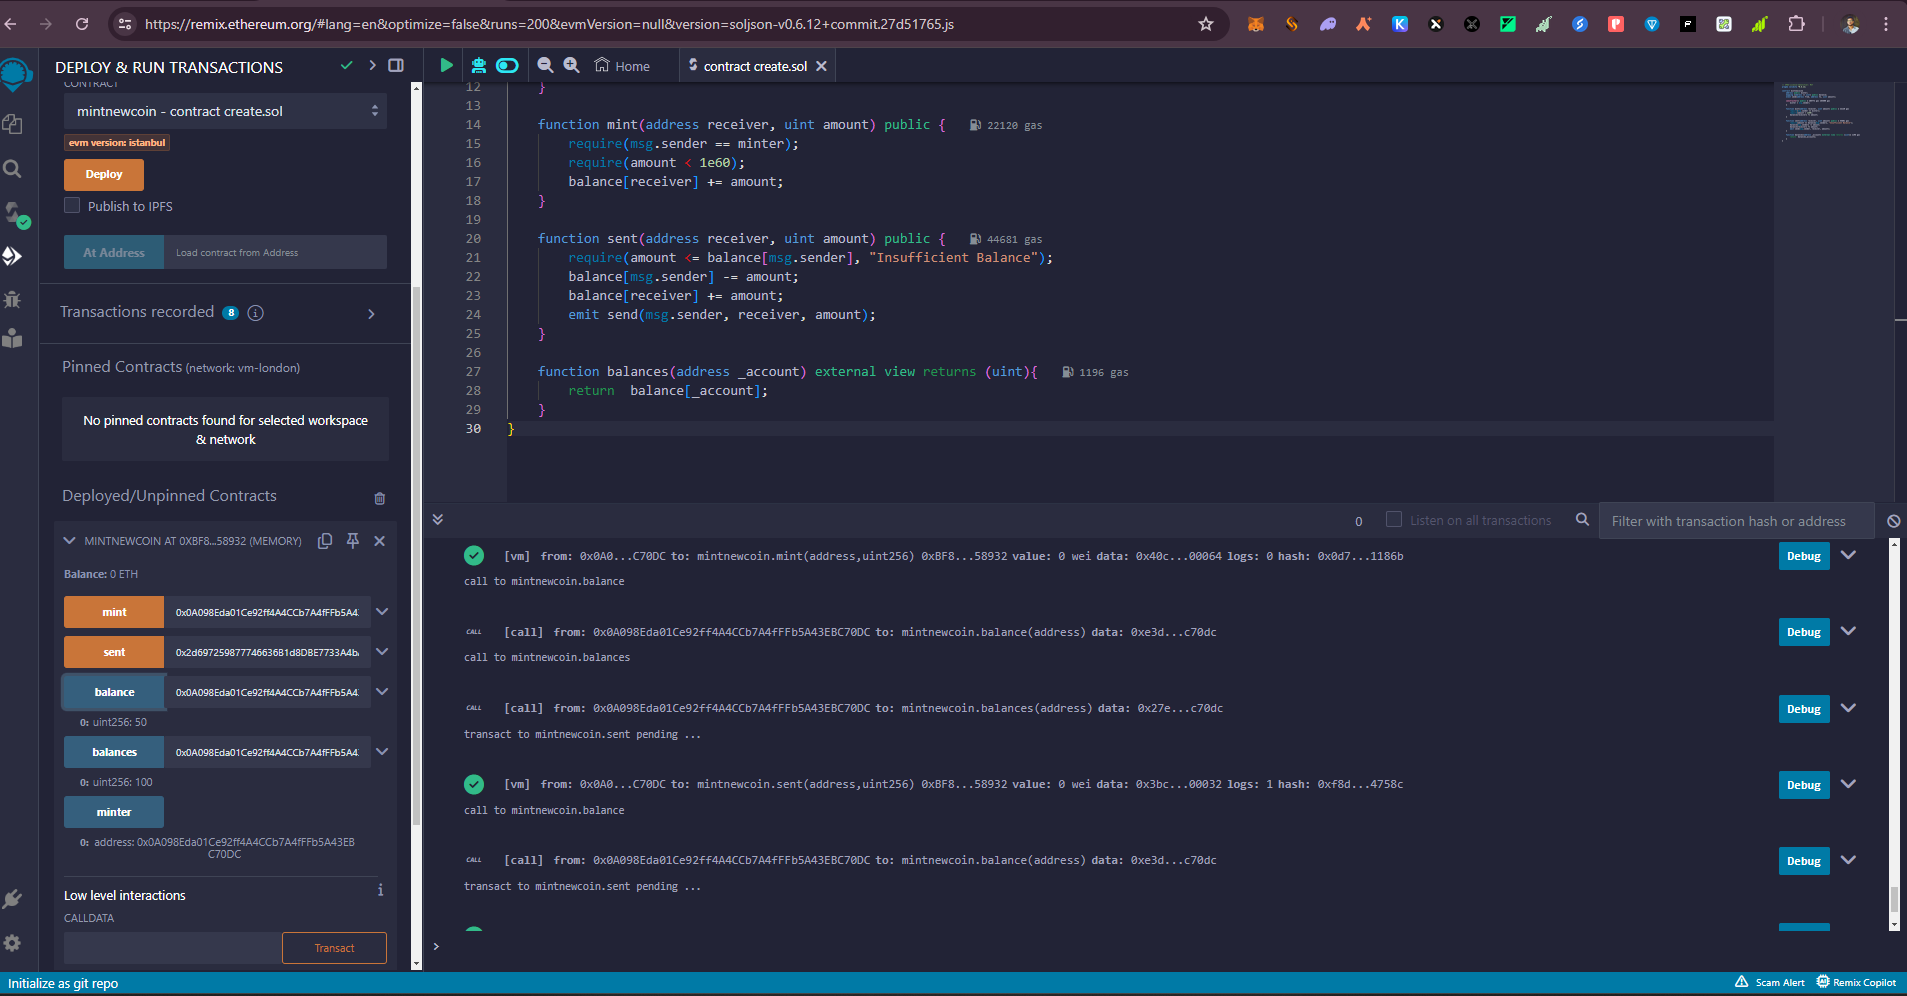 https://remix.ethereum.org/#lang=en&optimize=false&runs=200&evmVersion=null&version=soljson-v0.6.12+commit.27d51765.js
DEPLOY & RUN TRANSACTIONS
CONTRACT
mintnewcoin - contract create.sol
evm version: istanbul
Deploy
Publish to IPFS
At Address
Load contract from Address
Transactions recorded 8
Pinned Contracts (network: vm-london)
No pinned contracts found for selected workspace
& network
Deployed/Unpinned Contracts
MINTNEWCOIN AT 0XBF8...58932 (MEMORY)
Balance: 0 ETH
mint 0x0A098Eda01Ce92ff4A4CCb7A4fFFb5A4
sent 0x2d697259877746636B1d8DBE7733A4b
balance 0x0A098Eda01Ce92ff4A4CCb7A4fFFb5A4
0: uint256: 50
balances 0x0A098Eda01Ce92ff4A4CCb7A4fFFb5A4
0: uint256: 100
minter
0: address: 0x0A098Eda01Ce92ff4A4CCb7A4fFFb5A43EB
C70DC
Low level interactions
CALLDATA
Transact
Home
contract create.sol
12 }
13
14 function mint(address receiver, uint amount) public { 22120 gas
15 require(msg.sender == minter);
16 require(amount < 1e60);
17 balance[receiver] += amount;
18 }
19
20 function sent(address receiver, uint amount) public { 44681 gas
21 require(amount <= balance[msg.sender], "Insufficient Balance");
22 balance[msg.sender] -= amount;
23 balance[receiver] += amount;
24 emit send(msg.sender, receiver, amount);
25 }
26
27 function balances(address _account) external view returns (uint){ 1196 gas
28 return balance[_account];
29 }
30 }
0
Listen on all transactions
Filter with transaction hash or address
[vm] from: 0x0A0...C70DC to: mintnewcoin.mint(address,uint256) 0xBF8...58932 value: 0 wei data: 0x40c...00064 logs: 0 hash: 0x0d7...1186b
Debug
call to mintnewcoin.balance
CALL [call] from: 0x0A098Eda01Ce92ff4A4CCb7A4fFFb5A43EBC70DC to: mintnewcoin.balance(address) data: 0xe3d...c70dc
Debug
call to mintnewcoin.balances
CALL [call] from: 0x0A098Eda01Ce92ff4A4CCb7A4fFFb5A43EBC70DC to: mintnewcoin.balances(address) data: 0x27e...c70dc
Debug
transact to mintnewcoin.sent pending ...
[vm] from: 0x0A0...C70DC to: mintnewcoin.sent(address,uint256) 0xBF8...58932 value: 0 wei data: 0x3bc...00032 logs: 1 hash: 0xf8d...4758c
Debug
call to mintnewcoin.balance
CALL [call] from: 0x0A098Eda01Ce92ff4A4CCb7A4fFFb5A43EBC70DC to: mintnewcoin.balance(address) data: 0xe3d...c70dc
Debug
transact to mintnewcoin.sent pending ...
>
Initialize as git repo
Scam Alert
Remix Copilot